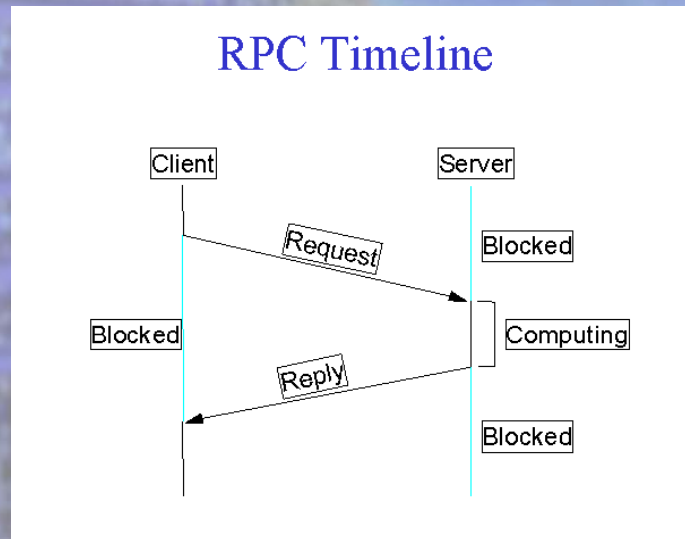 RPC Timeline
Client
Server
Request
Blocked
Blocked
Computing
Reply
Blocked